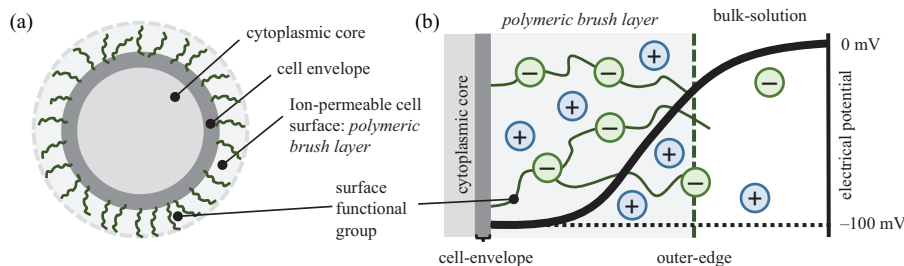 (a)
cytoplasmic core
cell envelope
Ion-permeable cell
surface: polymeric
brush layer
surface
functional
group
(b)
polymeric brush layer
bulk-solution
cytoplasmic core
0 mV
electrical potential
−100 mV
cell-envelope
outer-edge